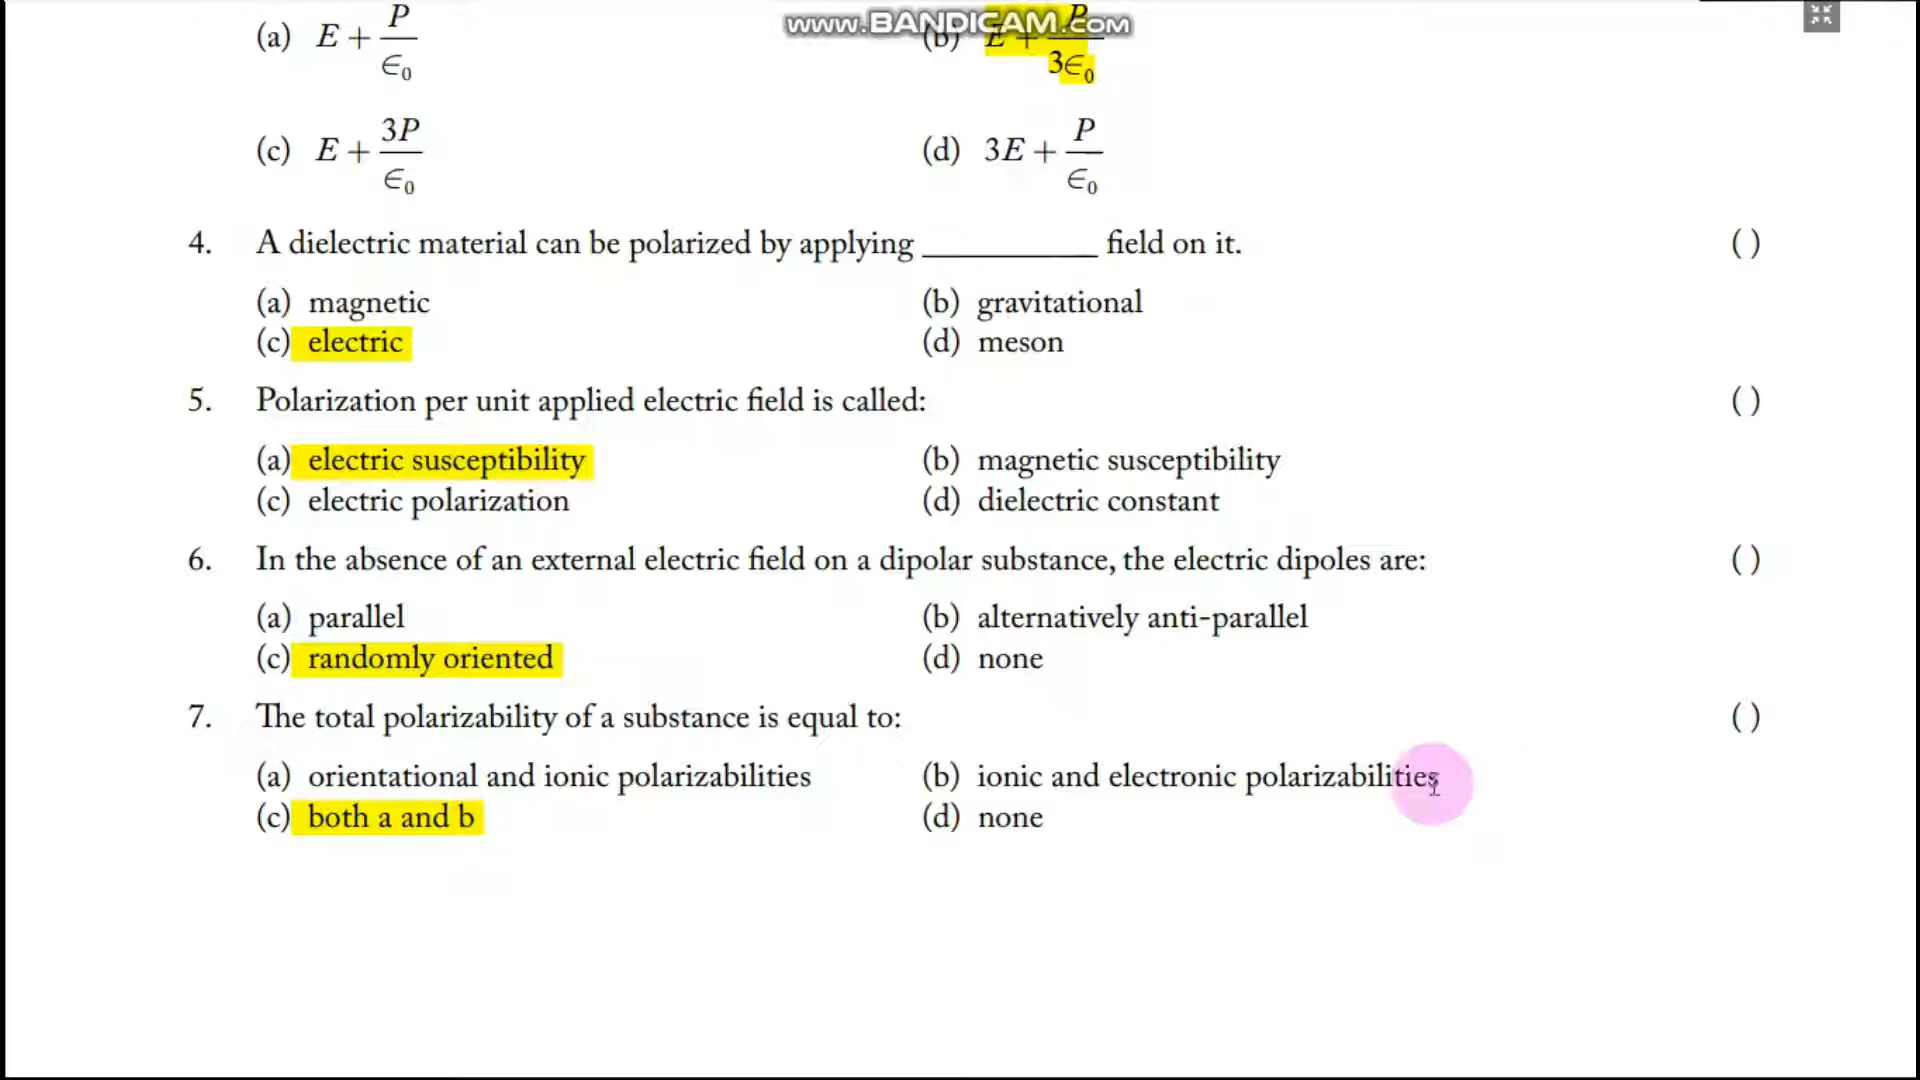 www.BANDICAM.com
(a) E + P/∈0 (b) E + P/3∈0
(c) E + 3P/∈0 (d) 3E + P/∈0
4. A dielectric material can be polarized by applying __________ field on it. ( )
(a) magnetic (b) gravitational
(c) electric (d) meson
5. Polarization per unit applied electric field is called: ( )
(a) electric susceptibility (b) magnetic susceptibility
(c) electric polarization (d) dielectric constant
6. In the absence of an external electric field on a dipolar substance, the electric dipoles are: ( )
(a) parallel (b) alternatively anti-parallel
(c) randomly oriented (d) none
7. The total polarizability of a substance is equal to: ( )
(a) orientational and ionic polarizabilities (b) ionic and electronic polarizabilities
(c) both a and b (d) none